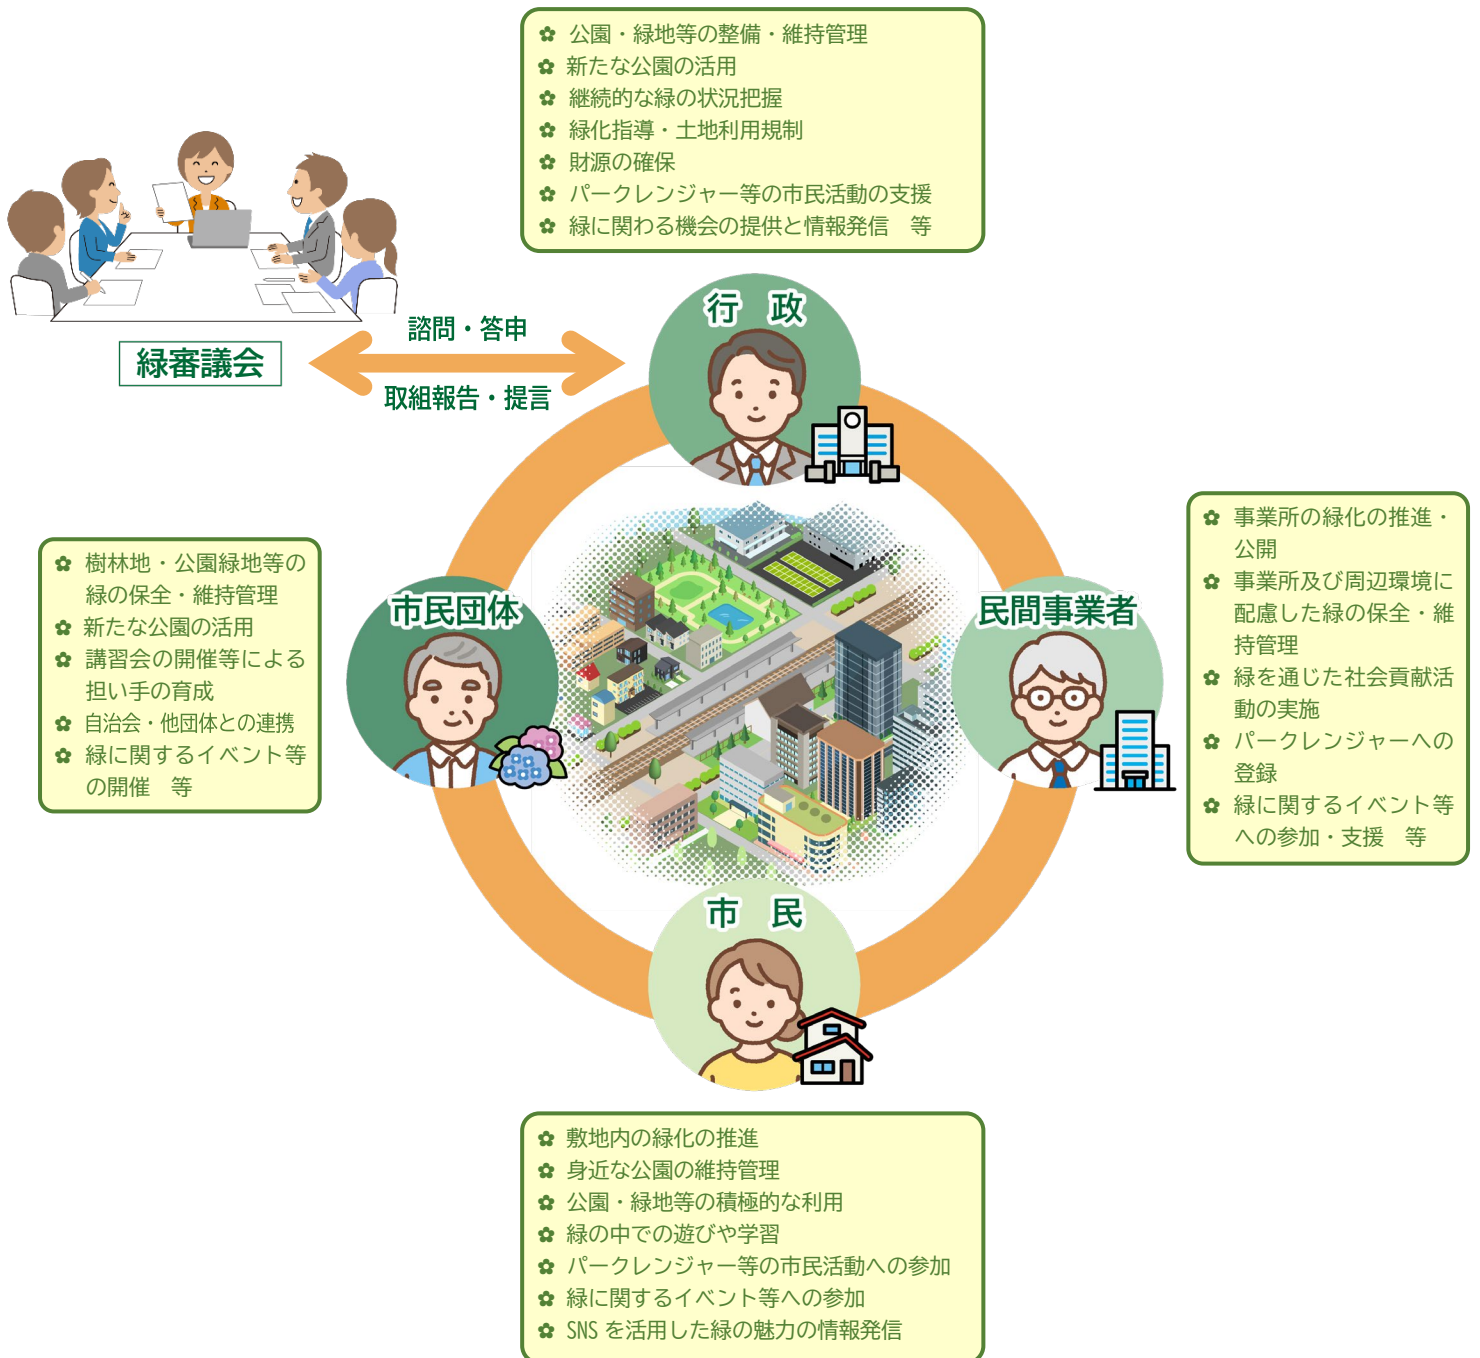 ✿ 公園・緑地等の整備・維持管理
✿ 新たな公園の活用
✿ 継続的な緑の状況把握
✿ 緑化指導・土地利用規制
✿ 財源の確保
✿ パークレンジャー等の市民活動の支援
✿ 緑に関わる機会の提供と情報発信　等
行　政
諮問・答申
緑審議会
取組報告・提言
市民団体
✿ 樹林地・公園緑地等の
緑の保全・維持管理
✿ 新たな公園の活用
✿ 講習会の開催等による
担い手の育成
✿ 自治会・他団体との連携
✿ 緑に関するイベント等
の開催　等
民間事業者
✿ 事業所の緑化の推進・
公開
✿ 事業所及び周辺環境に
配慮した緑の保全・維
持管理
✿ 緑を通じた社会貢献活
動の実施
✿ パークレンジャーへの
登録
✿ 緑に関するイベント等
への参加・支援　等
市　民
✿ 敷地内の緑化の推進
✿ 身近な公園の維持管理
✿ 公園・緑地等の積極的な利用
✿ 緑の中での遊びや学習
✿ パークレンジャー等の市民活動への参加
✿ 緑に関するイベント等への参加
✿ SNS を活用した緑の魅力の情報発信